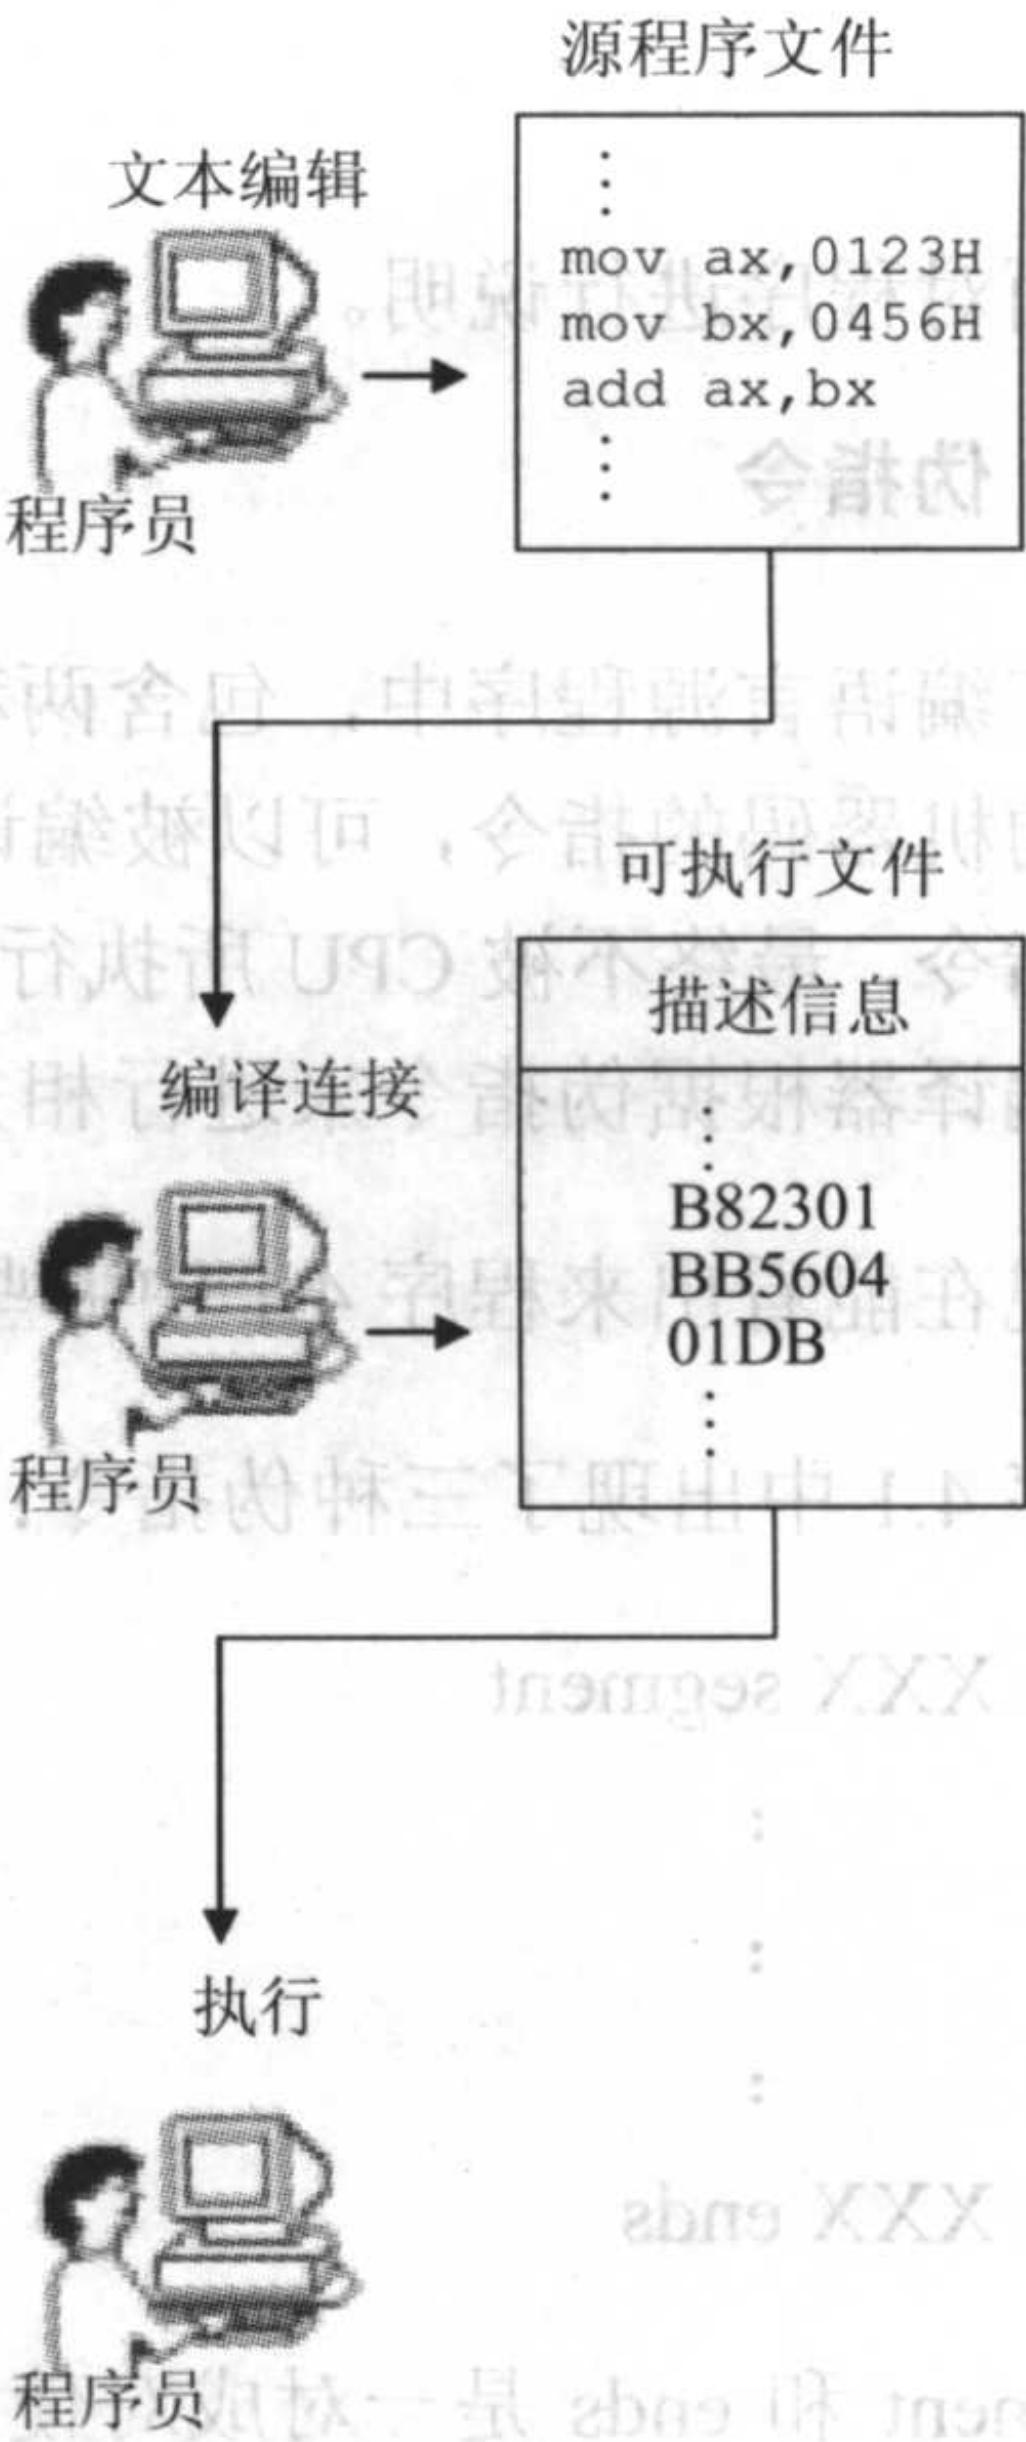 源程序文件
文本编辑
mov ax,0123H
mov bx,0456H
add ax,bx
程序员
可执行文件
描述信息
编译连接
B82301
BB5604
01DB
程序员
执行
程序员